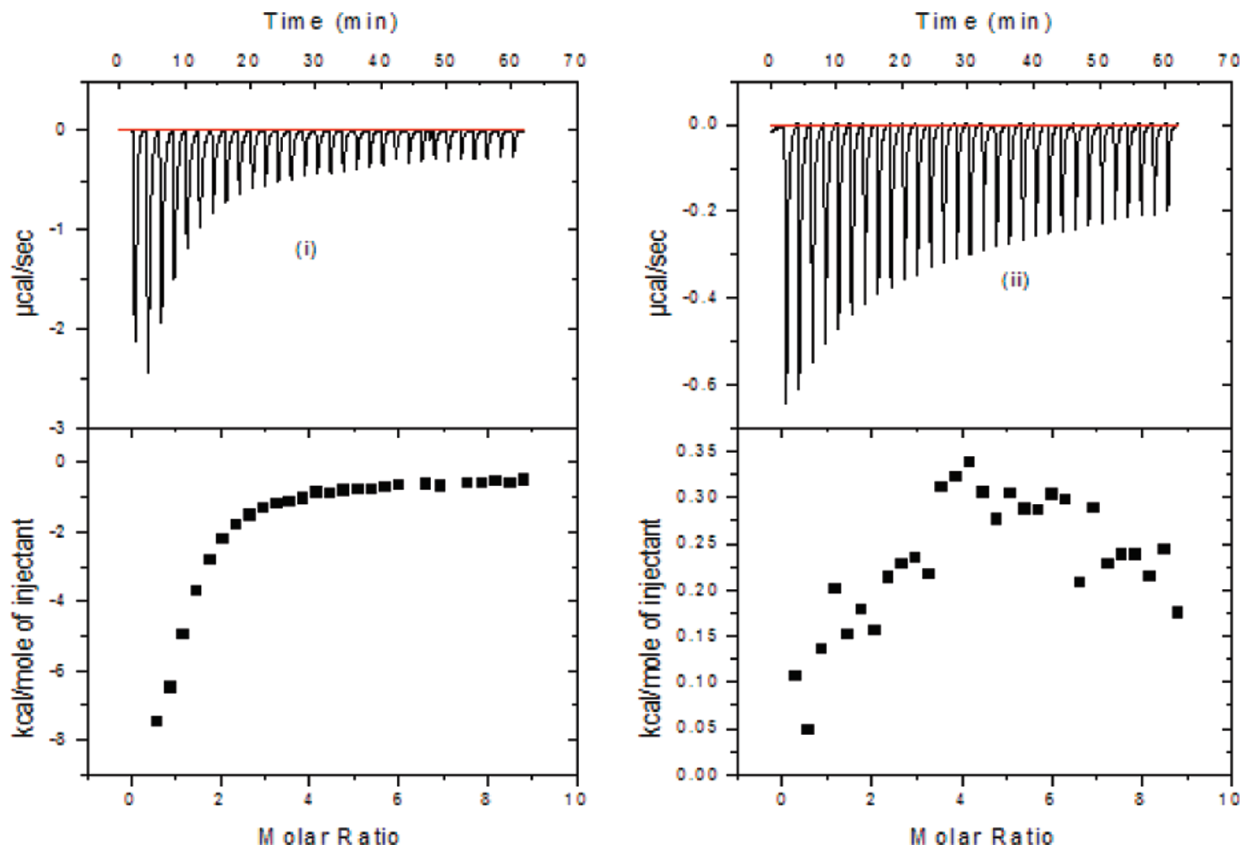 Time (min)
0 10 20 30 40 50 60 70
0
-1
-2
-3
µcal/sec
(i)
0
-2
-4
-6
-8
kcal/mole of injectant
0 2 4 6 8 10
Molar Ratio
Time (min)
0 10 20 30 40 50 60 70
0.0
-0.2
-0.4
-0.6
µcal/sec
(ii)
0.35
0.30
0.25
0.20
0.15
0.10
0.05
0.00
kcal/mole of injectant
0 2 4 6 8 10
Molar Ratio